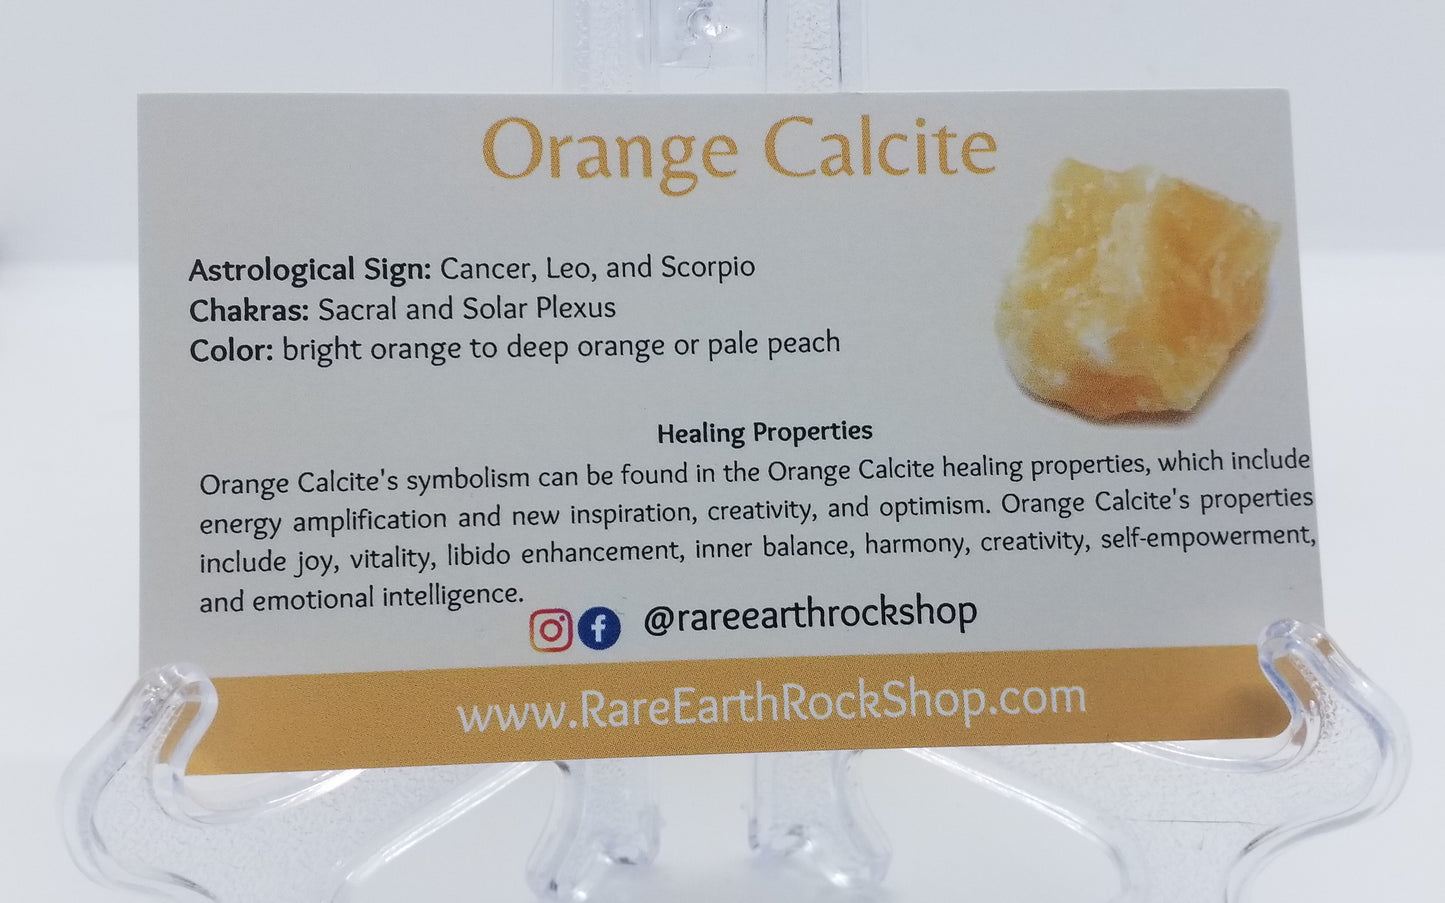 Orange Calcite
Astrological Sign: Cancer, Leo, and Scorpio
Chakras: Sacral and Solar Plexus
Color: bright orange to deep orange or pale peach
Healing Properties
Orange Calcite's symbolism can be found in the Orange Calcite healing properties, which include
energy amplification and new inspiration, creativity, and optimism. Orange Calcite's properties
include joy, vitality, libido enhancement, inner balance, harmony, creativity, self-empowerment,
and emotional intelligence.
@rareearthrockshop
www.RareEarthRockShop.com